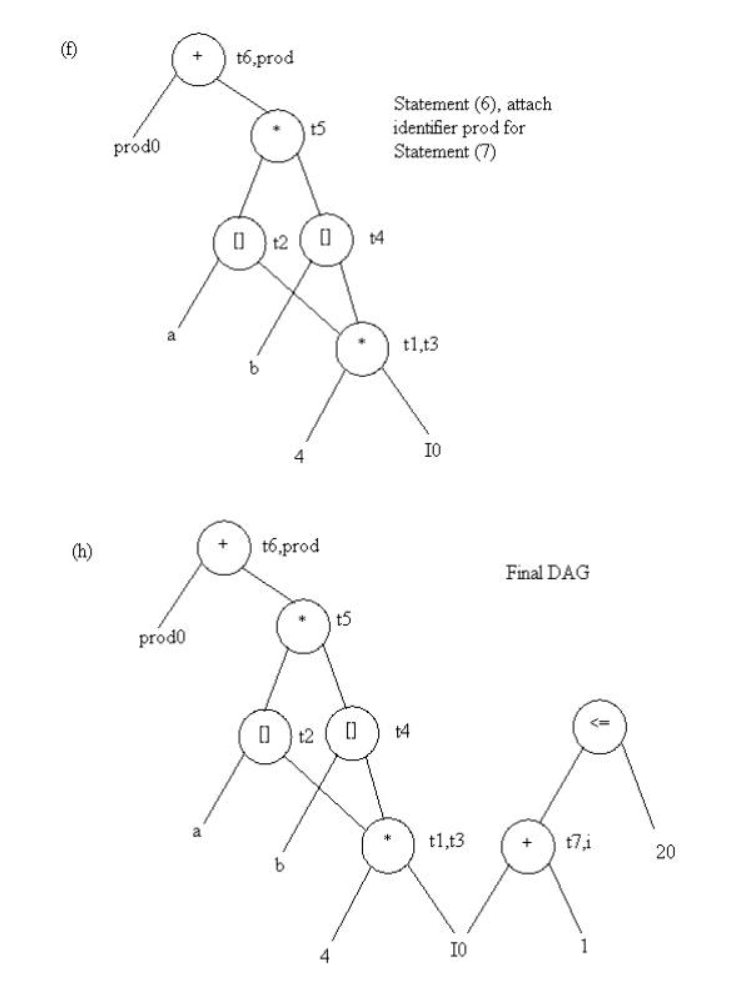 (f)
+
t6,prod
Statement (6), attach
identifier prod for
Statement (7)
*
t5
prod0
[]
t2
[]
t4
a
b
*
t1,t3
4
I0
(h)
+
t6,prod
Final DAG
*
t5
prod0
[]
t2
[]
t4
<=
a
b
*
t1,t3
+
t7,i
20
4
I0
1